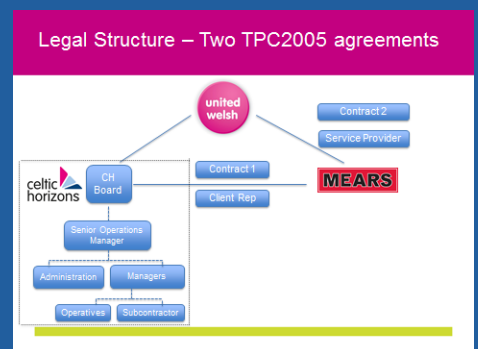 Legal Structure – Two TPC2005 agreements
united
welsh
Contract 2
Service Provider
celtic
horizons
CH
Board
Contract 1
Client Rep
MEARS
Senior Operations
Manager
Administration
Managers
Operatives
Subcontractor